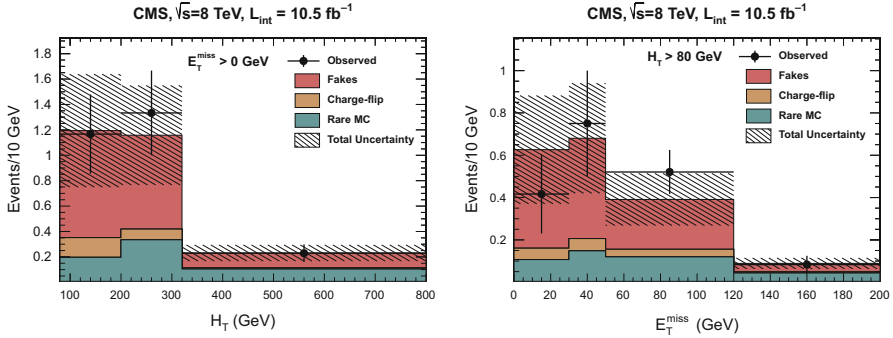 CMS, √s=8 TeV, L_int = 10.5 fb⁻¹
Events/10 GeV
1.8
1.6
1.4
1.2
1
0.8
0.6
0.4
0.2
E_T^miss > 0 GeV
Observed
Fakes
Charge-flip
Rare MC
Total Uncertainty
100 200 300 400 500 600 700 800
H_T (GeV)
CMS, √s=8 TeV, L_int = 10.5 fb⁻¹
Events/10 GeV
1
0.8
0.6
0.4
0.2
H_T > 80 GeV
Observed
Fakes
Charge-flip
Rare MC
Total Uncertainty
0 20 40 60 80 100 120 140 160 180 200
E_T^miss (GeV)